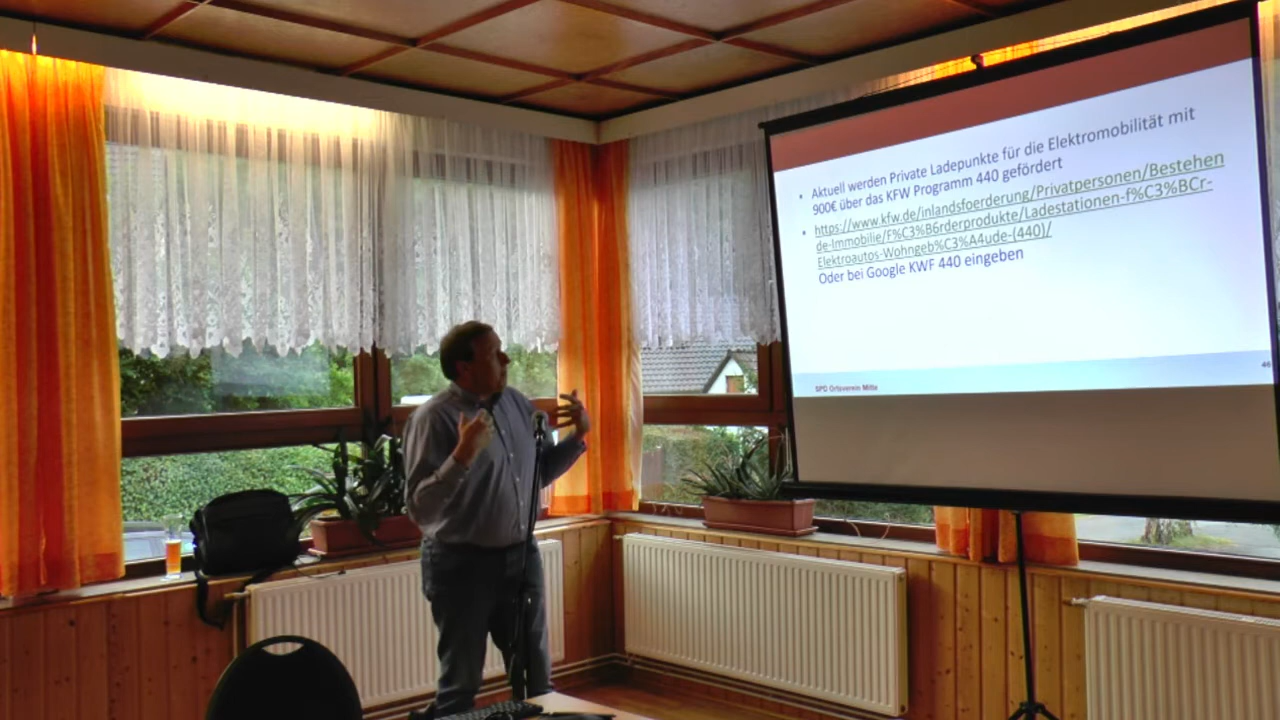 • Aktuell werden Private Ladepunkte für die Elektromobilität mit
900€ über das KFW Programm 440 gefördert
• https://www.kfw.de/inlandsfoerderung/Privatpersonen/Bestehen
de-Immobilie/F%C3%B6rderprodukte/Ladestationen-f%C3%BCr-
Elektroautos-Wohngeb%C3%A4ude-(440)/
Oder bei Google KWF 440 eingeben
SPD Ortsverein Mitte
46